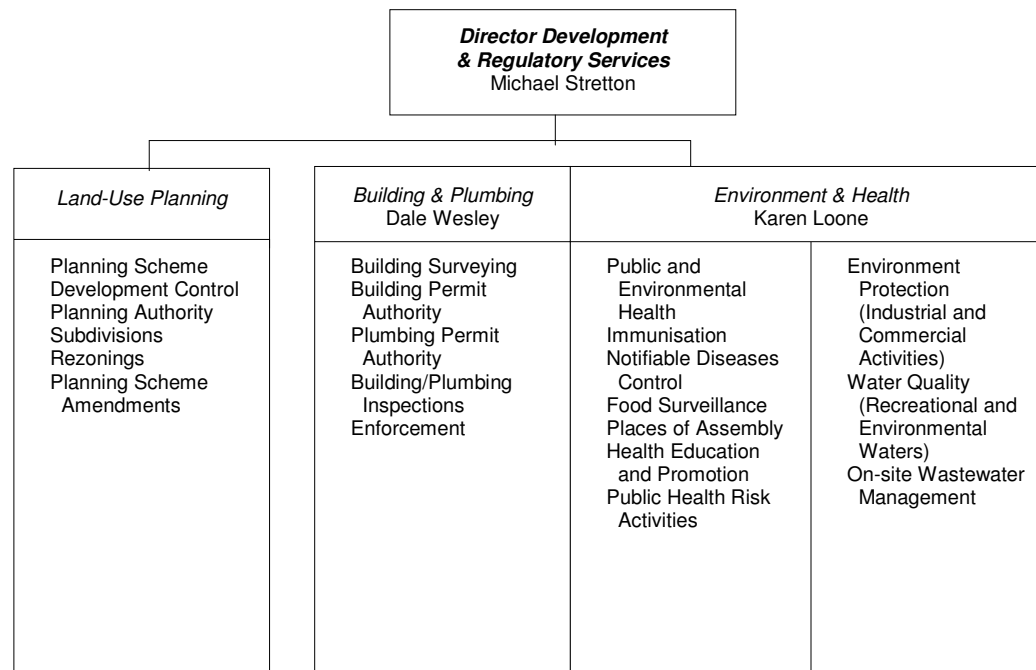 Director Development
& Regulatory Services
Michael Stretton
Land-Use Planning
Planning Scheme
Development Control
Planning Authority
Subdivisions
Rezonings
Planning Scheme
Amendments
Building & Plumbing
Dale Wesley
Building Surveying
Building Permit
Authority
Plumbing Permit
Authority
Building/Plumbing
Inspections
Enforcement
Environment & Health
Karen Loone
Public and
Environmental
Health
Immunisation
Notifiable Diseases
Control
Food Surveillance
Places of Assembly
Health Education
and Promotion
Public Health Risk
Activities
Environment
Protection
(Industrial and
Commercial
Activities)
Water Quality
(Recreational and
Environmental
Waters)
On-site Wastewater
Management